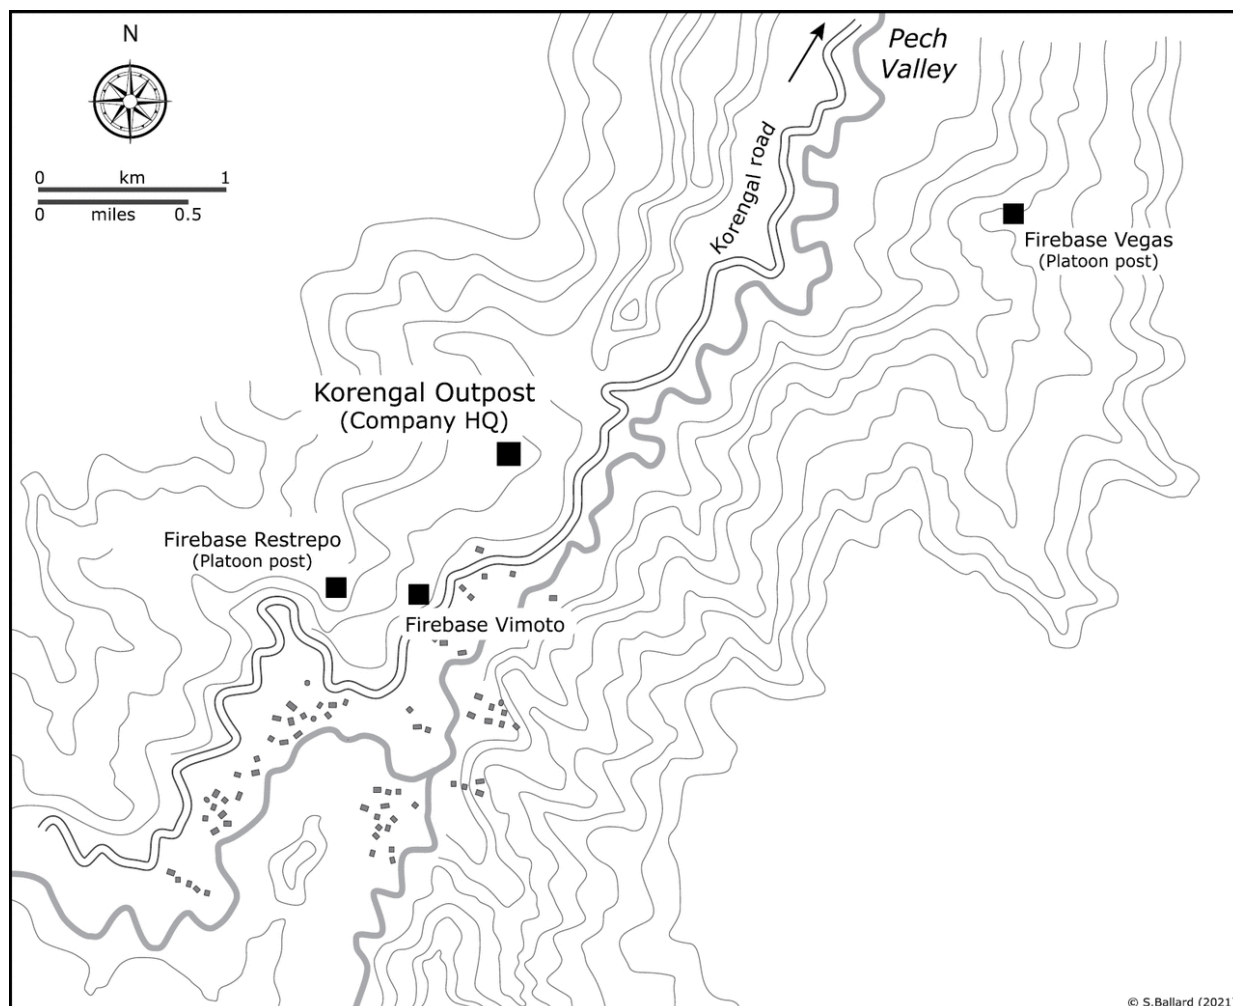 N
0 km 1
0 miles 0.5
Pech
Valley
Korengal road
Firebase Vegas
(Platoon post)
Korengal Outpost
(Company HQ)
Firebase Restrepo
(Platoon post)
Firebase Vimoto
© S.Ballard (2021)